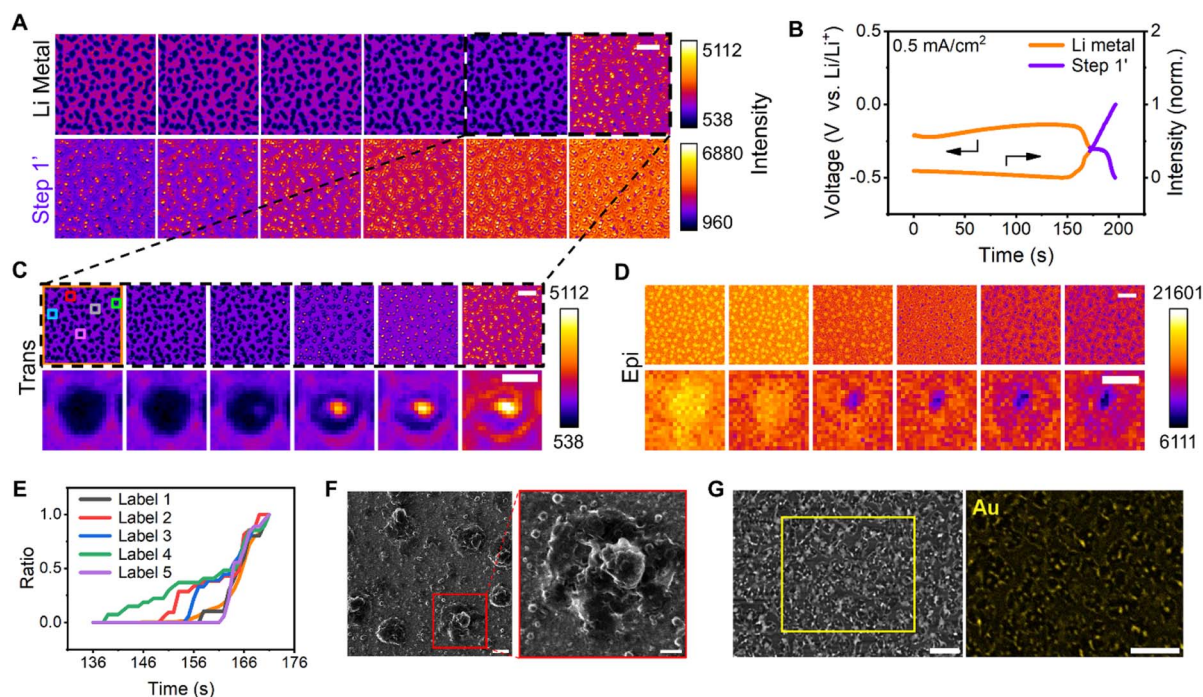 A
Li Metal
Step 1'
5112
538
6880
960
Intensity
B
0.5 mA/cm²
Li metal
Step 1'
Voltage (V vs. Li/Li⁺)
0.5
0.0
-0.5
2
1
0
Intensity (norm.)
0 50 100 150 200
Time (s)
C
Trans
5112
538
D
Epi
21601
6111
E
Label 1
Label 2
Label 3
Label 4
Label 5
Ratio
1.0
0.5
0.0
136 146 156 166 176
Time (s)
F
G
Au